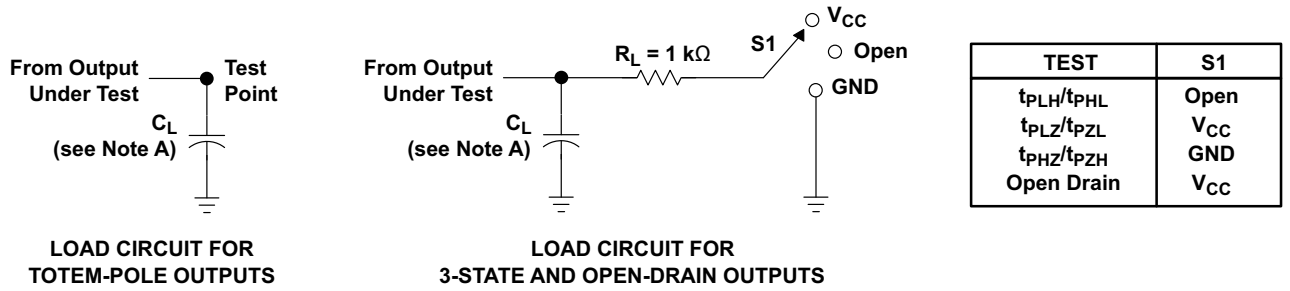 From Output
Under Test
Test
Point
C_L
(see Note A)
LOAD CIRCUIT FOR
TOTEM-POLE OUTPUTS
From Output
Under Test
R_L = 1 kΩ
S1
V_CC
Open
GND
C_L
(see Note A)
LOAD CIRCUIT FOR
3-STATE AND OPEN-DRAIN OUTPUTS
TEST S1
t_PLH/t_PHL Open
t_PLZ/t_PZL V_CC
t_PHZ/t_PZH GND
Open Drain V_CC